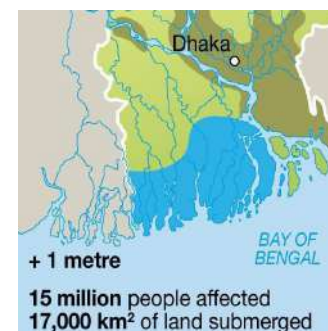 Dhaka
BAY OF
BENGAL
+ 1 metre
15 million people affected
17,000 km² of land submerged